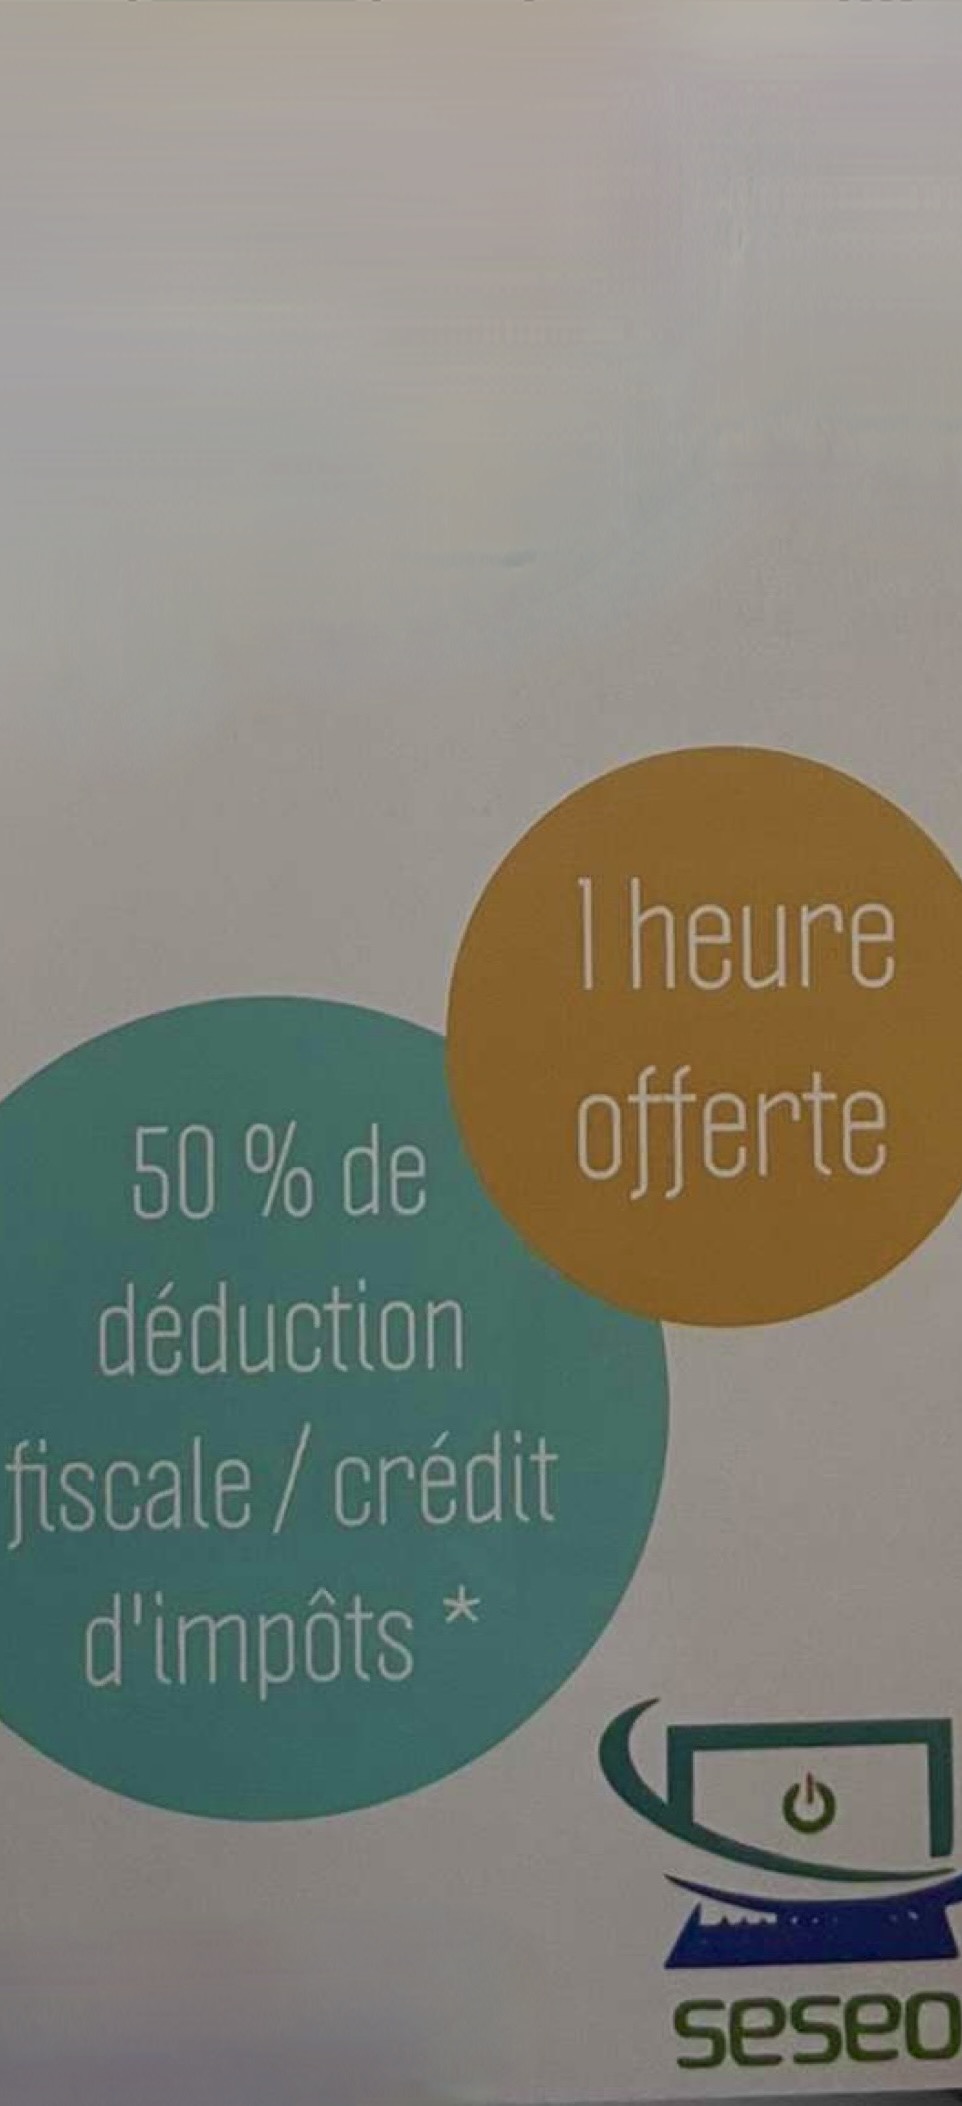 1 heure
offerte
50 % de
déduction
fiscale / crédit
d'impôts *
seseo